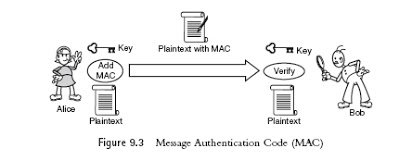 Key
Plaintext with MAC
Key
Add
MAC
Verify
Alice
Plaintext
Plaintext
Bob
Figure 9.3 Message Authentication Code (MAC)